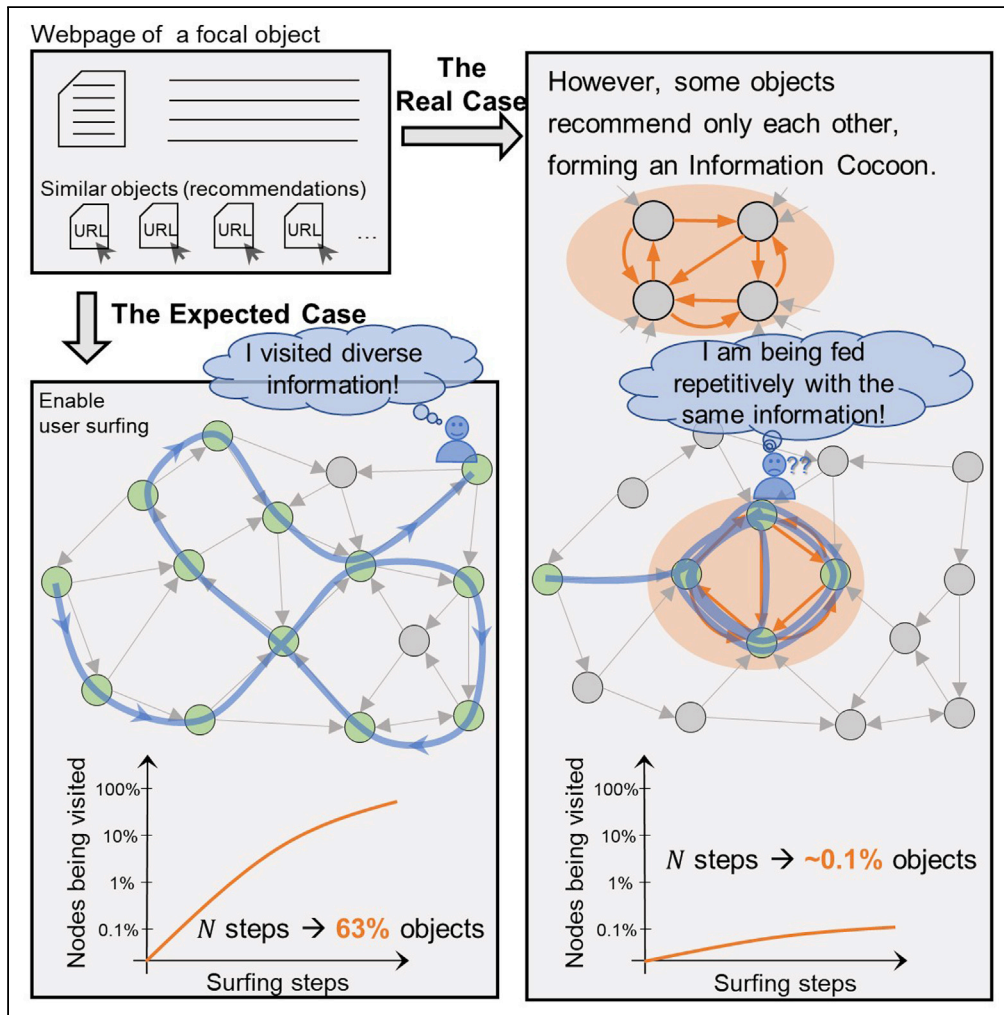 Webpage of a focal object
Similar objects (recommendations)
URL URL URL URL ...
The
Real Case
The Expected Case
I visited diverse
information!
Enable
user surfing
Nodes being visited
100%
10%
1%
0.1%
N steps → 63% objects
Surfing steps
However, some objects
recommend only each other,
forming an Information Cocoon.
I am being fed
repetitively with the
same information!
??
Nodes being visited
100%
10%
1%
0.1%
N steps → ~0.1% objects
Surfing steps